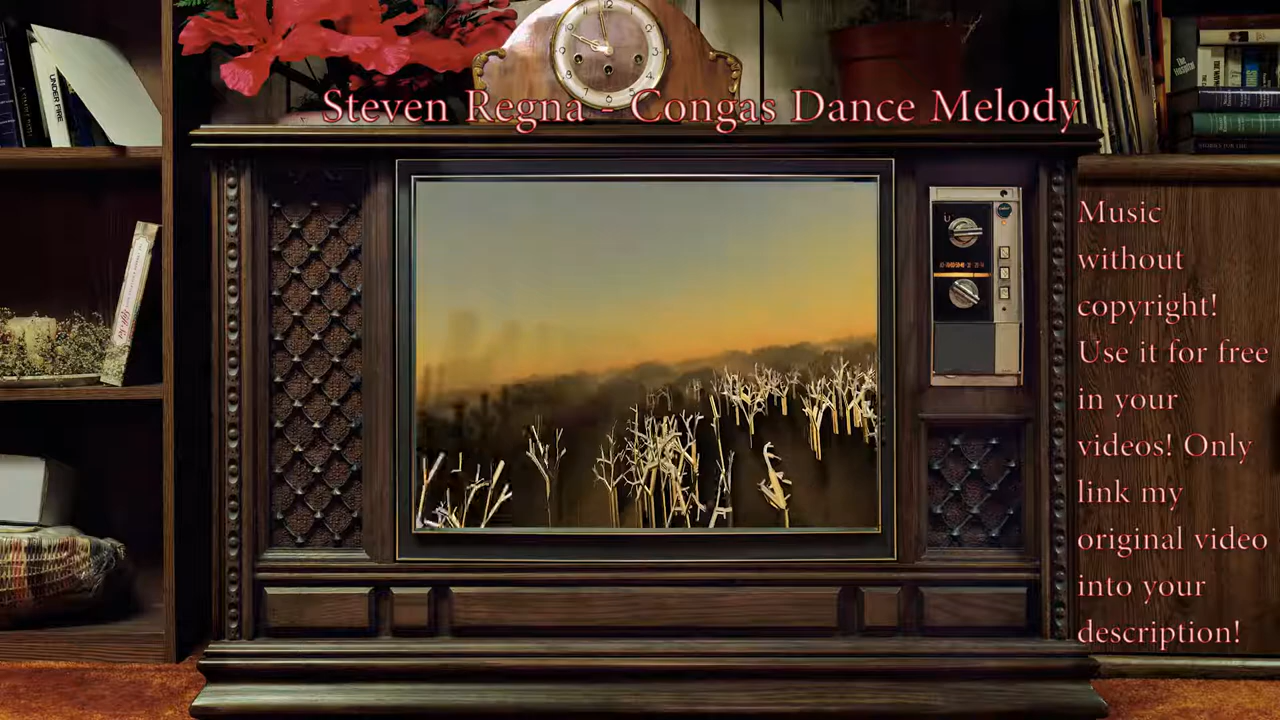 UNDER FIRE
Steven Regna - Congas Dance Melody
Music
without
copyright!
Use it for free
in your
videos! Only
link my
original video
into your
description!